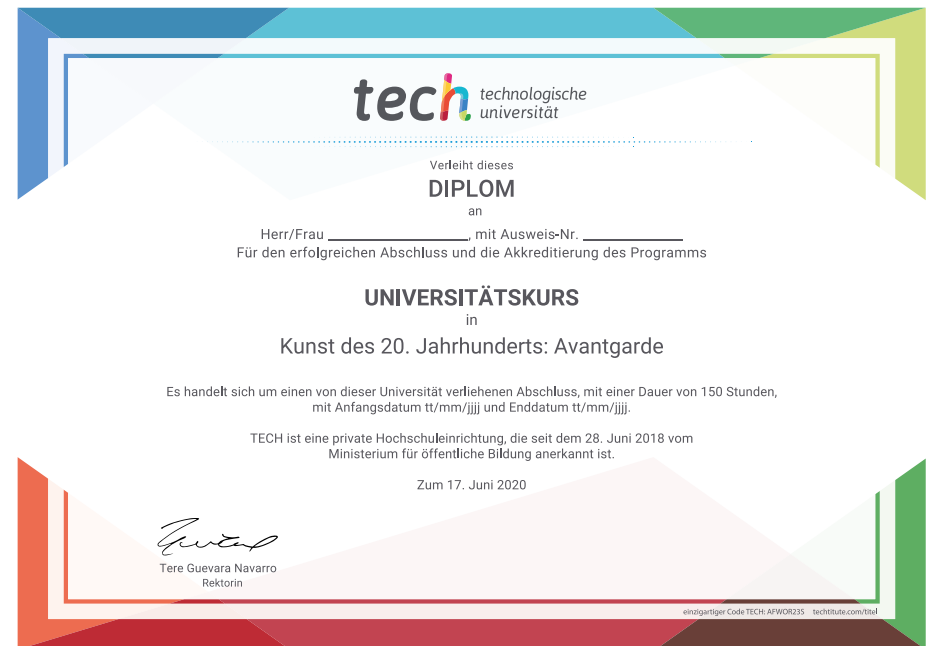 tech technologische
universität
Verleiht dieses
DIPLOM
an
Herr/Frau ____________________, mit Ausweis-Nr. ______________
Für den erfolgreichen Abschluss und die Akkreditierung des Programms
UNIVERSITÄTSKURS
in
Kunst des 20. Jahrhunderts: Avantgarde
Es handelt sich um einen von dieser Universität verliehenen Abschluss, mit einer Dauer von 150 Stunden,
mit Anfangsdatum tt/mm/jjjj und Enddatum tt/mm/jjjj.
TECH ist eine private Hochschuleinrichtung, die seit dem 28. Juni 2018 vom
Ministerium für öffentliche Bildung anerkannt ist.
Zum 17. Juni 2020
Tere Guevara Navarro
Rektorin
einzigartiger Code TECH: AFWOR23S techtitute.com/titel